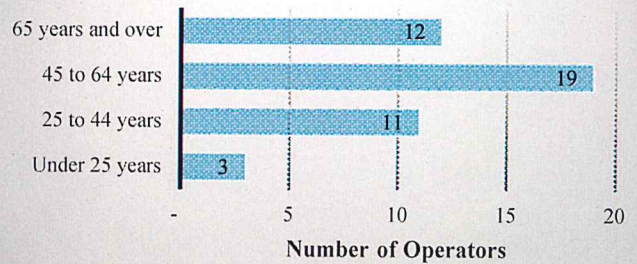 65 years and over 12
45 to 64 years 19
25 to 44 years 11
Under 25 years 3
- 5 10 15 20
Number of Operators